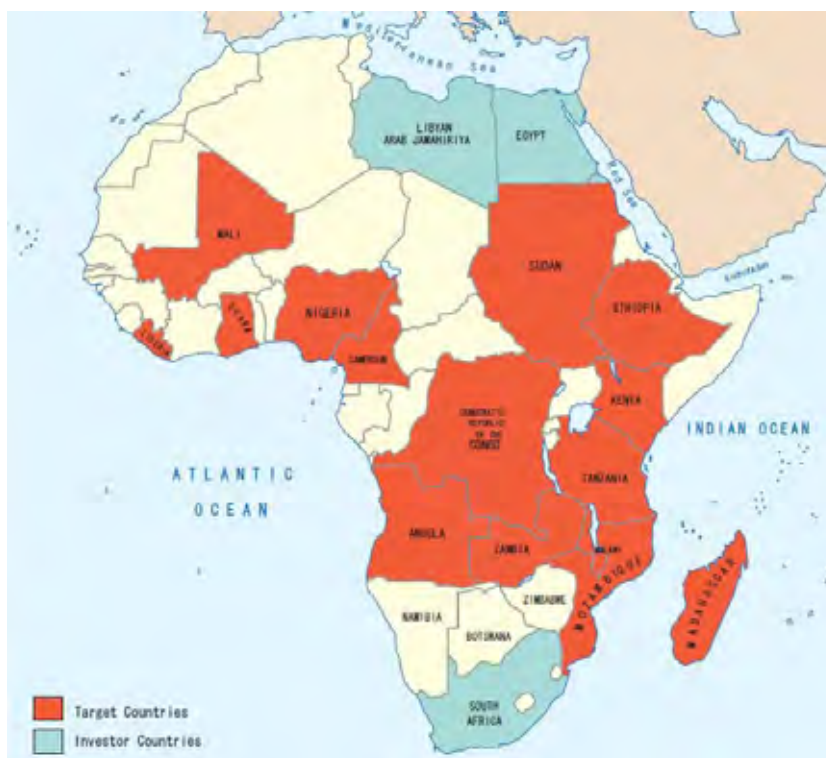 Mediterranean Sea
LIBYAN
ARAB JAMAHIRIYA
EGYPT
Red Sea
MALI
SUDAN
NIGERIA
GHANA
ETHIOPIA
LIBERIA
CAMEROON
KENYA
DEMOCRATIC
REPUBLIC
OF THE
CONGO
INDIAN OCEAN
ATLANTIC
OCEAN
TANZANIA
ANGOLA
ZAMBIA
MALAWI
MOZAMBIQUE
MADAGASCAR
ZIMBABWE
NAMIBIA
BOTSWANA
SOUTH
AFRICA
Target Countries
Investor Countries